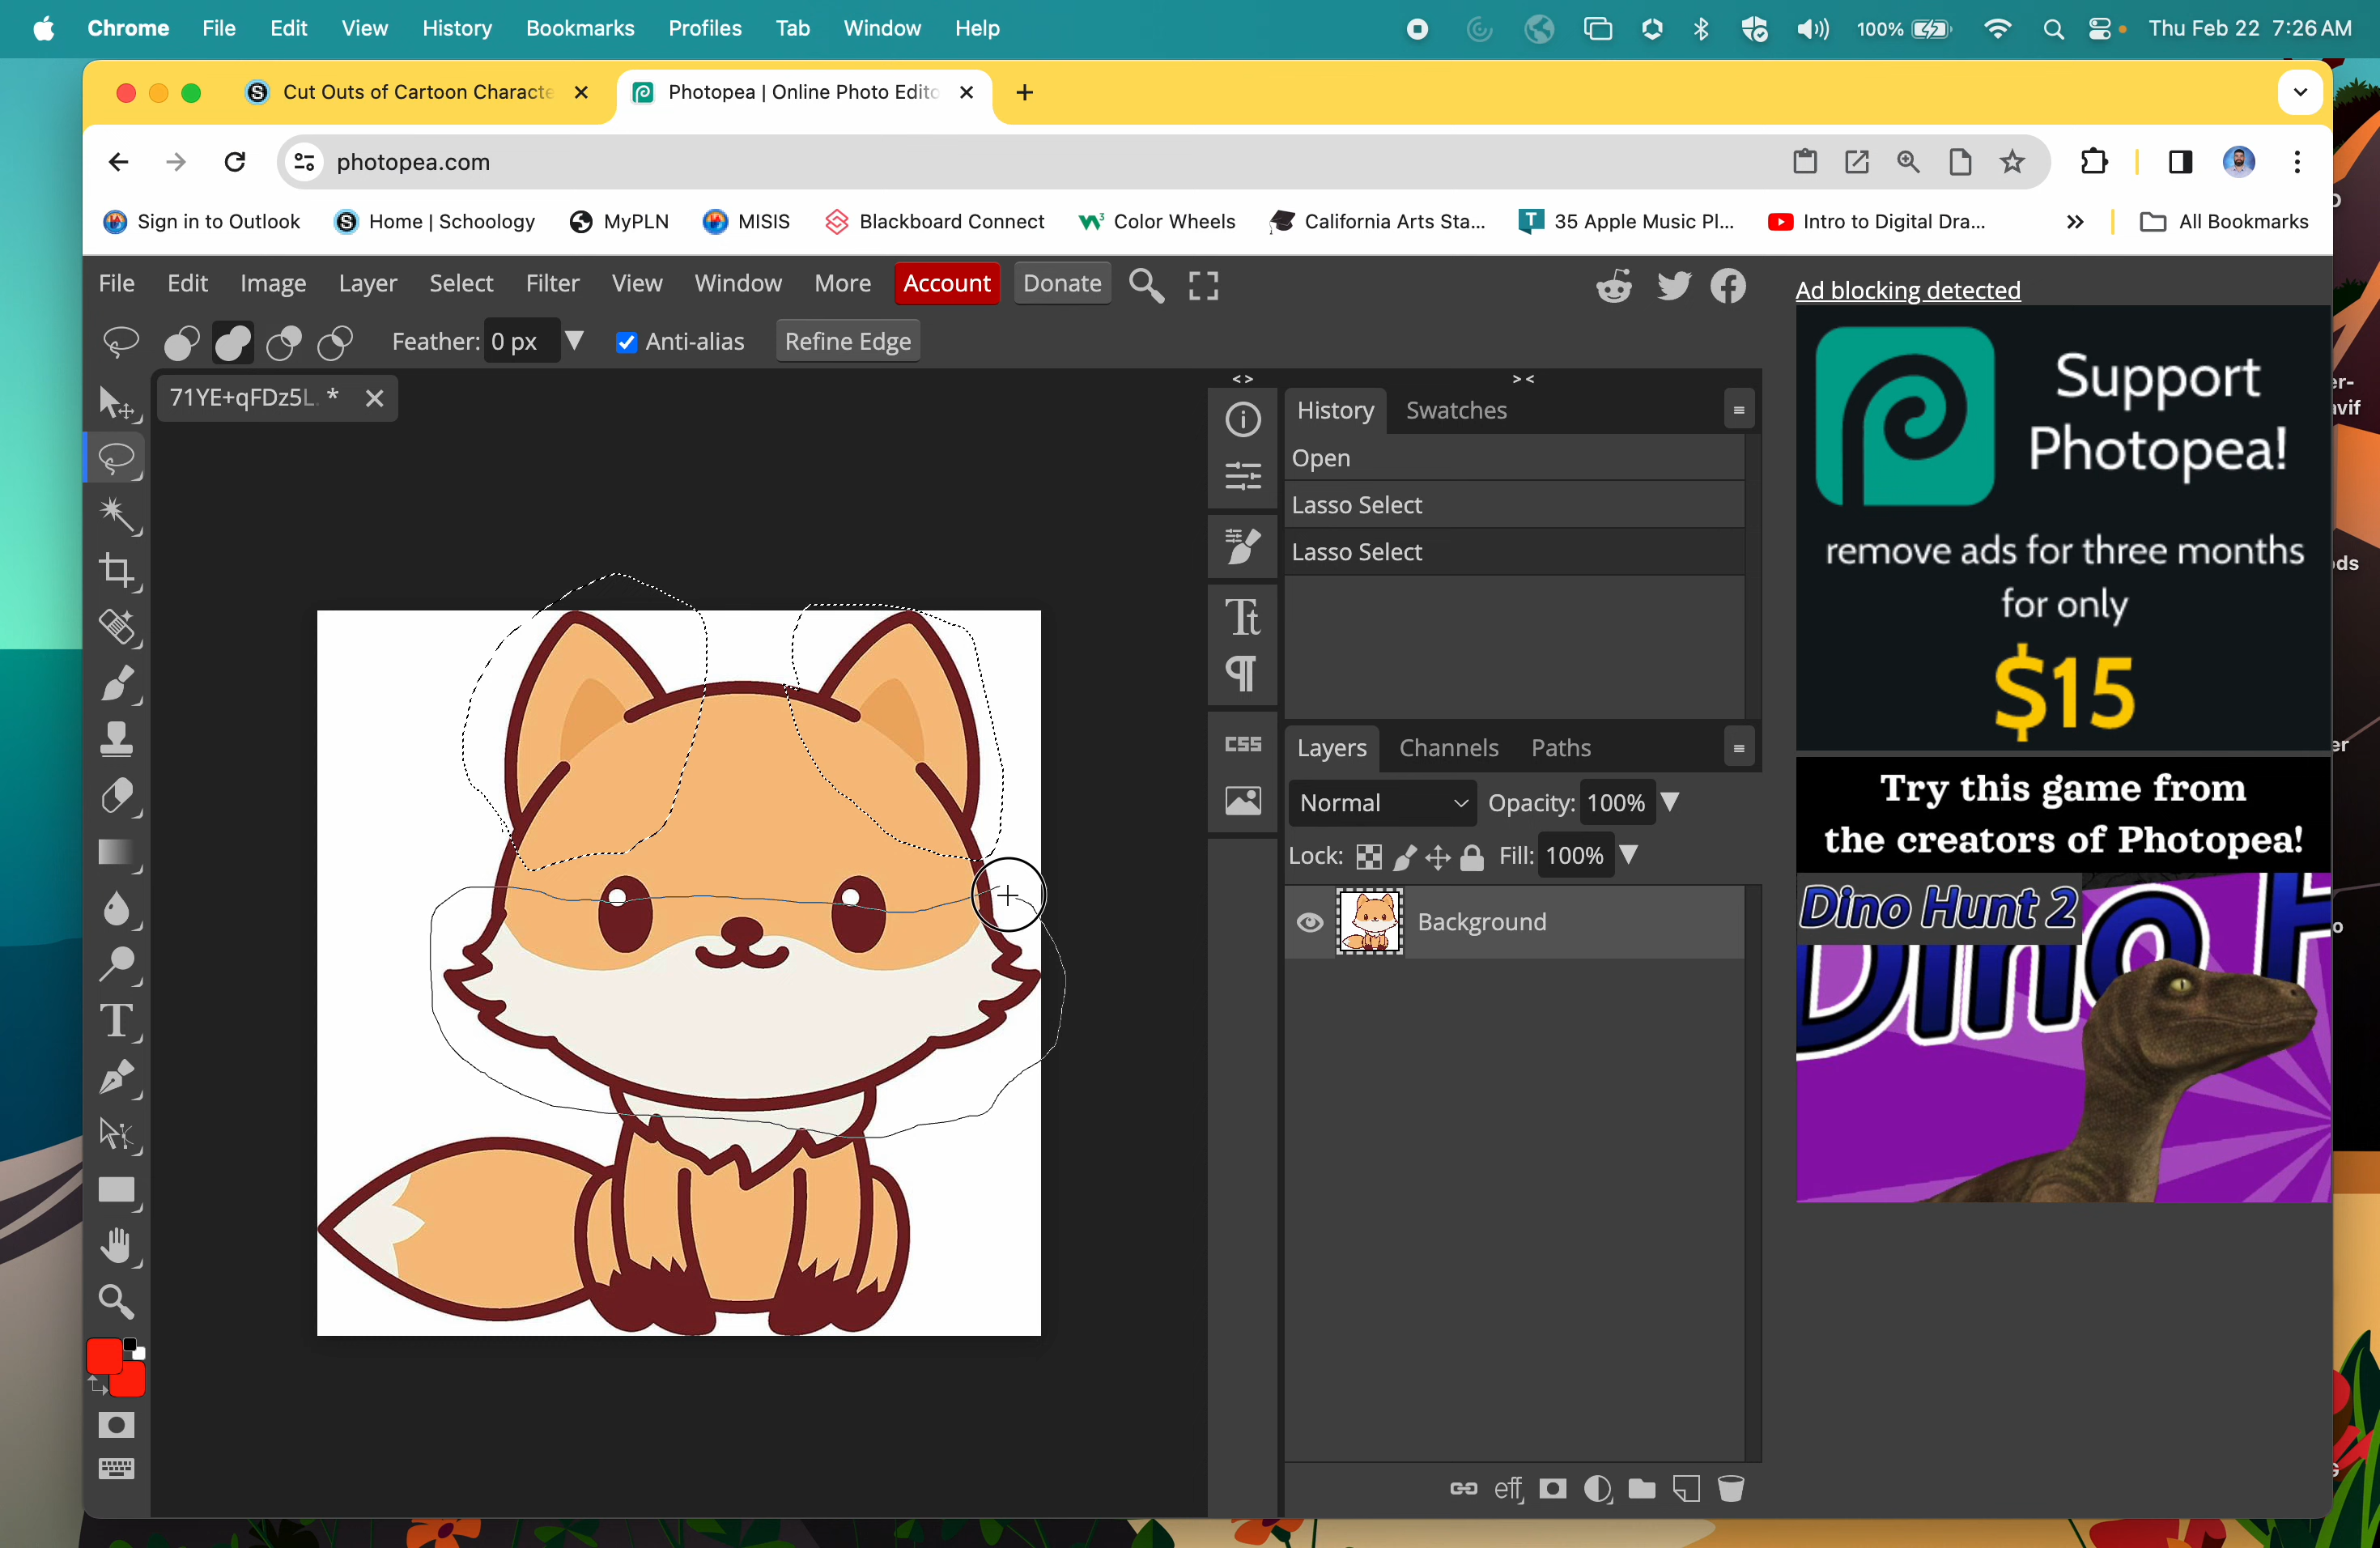 Chrome File Edit View History Bookmarks Profiles Tab Window Help 100% Thu Feb 22 7:26 AM
Cut Outs of Cartoon Characte Photopea | Online Photo Edito
photopea.com
Sign in to Outlook Home | Schoology MyPLN MISIS Blackboard Connect Color Wheels California Arts Sta... 35 Apple Music Pl... Intro to Digital Dra... » All Bookmarks
File Edit Image Layer Select Filter View Window More Account Donate
Feather: 0 px Anti-alias Refine Edge
71YE+qFDz5L. *
< > > <
History Swatches
Open
Lasso Select
Lasso Select
CSS
Layers Channels Paths
Normal Opacity: 100%
Lock: Fill: 100%
Background
eff
Ad blocking detected
Support
Photopea!
remove ads for three months
for only
$15
Try this game from
the creators of Photopea!
Dino Hunt 2
er-
ds
er